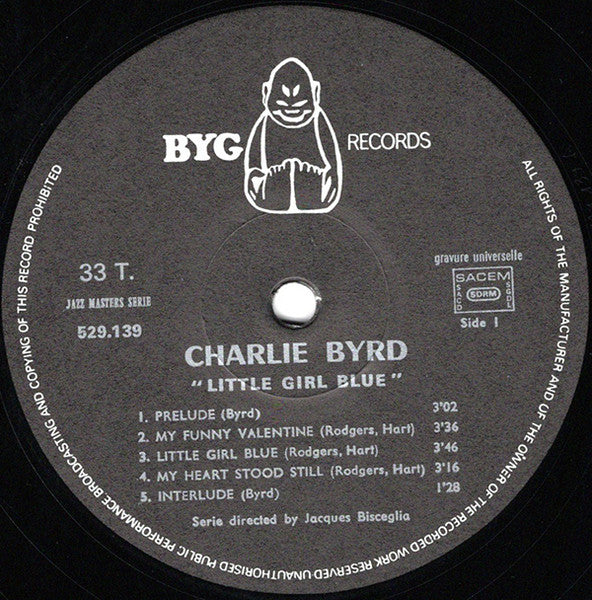 BYG RECORDS
33 T.
JAZZ MASTERS SERIE
529.139
gravure universelle
SACEM
SACD
SDRM
SGDL
Side 1
CHARLIE BYRD
"LITTLE GIRL BLUE"
1. PRELUDE (Byrd) 3'02
2. MY FUNNY VALENTINE (Rodgers, Hart) 3'36
3. LITTLE GIRL BLUE (Rodgers, Hart) 3'46
4. MY HEART STOOD STILL (Rodgers, Hart) 3'16
5. INTERLUDE (Byrd) 1'28
Serie directed by Jacques Bisceglia
ALL RIGHTS OF THE MANUFACTURER AND OF THE OWNER OF THE RECORDED WORK RESERVED-UNAUTHORISED PUBLIC PERFORMANCE BROADCASTING AND COPYING OF THIS RECORD PROHIBITED